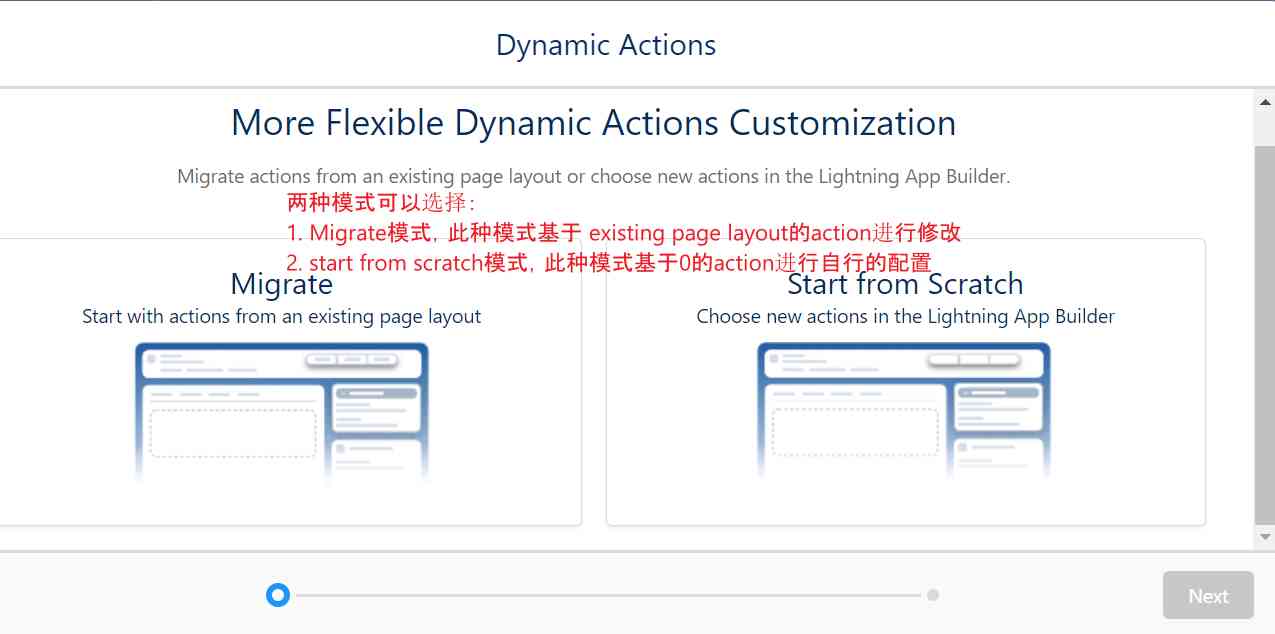 Dynamic Actions
More Flexible Dynamic Actions Customization
Migrate actions from an existing page layout or choose new actions in the Lightning App Builder.
两种模式可以选择：
1. Migrate模式，此种模式基于 existing page layout的action进行修改
2. start from scratch模式，此种模式基于0的action进行自行的配置
Migrate
Start with actions from an existing page layout
Start from Scratch
Choose new actions in the Lightning App Builder
Next